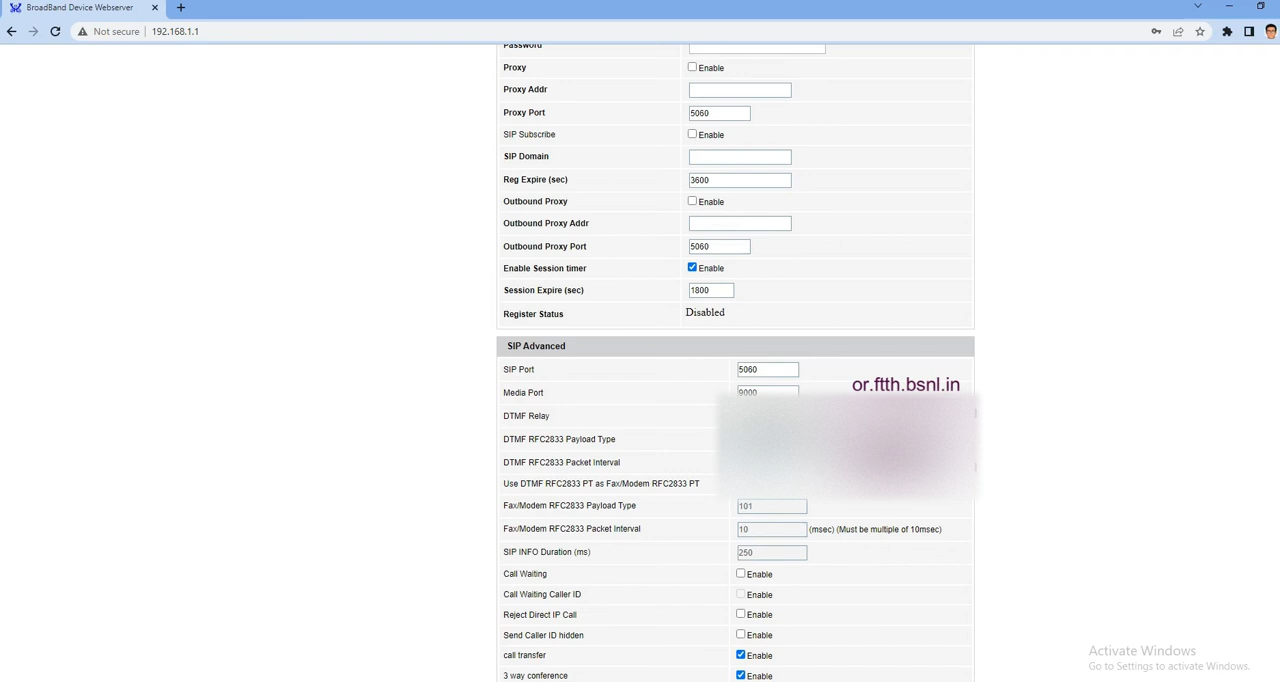 BroadBand Device Webserver
Not secure
192.168.1.1
Password
Proxy
Enable
Proxy Addr
Proxy Port
5060
SIP Subscribe
Enable
SIP Domain
Reg Expire (sec)
3600
Outbound Proxy
Enable
Outbound Proxy Addr
Outbound Proxy Port
5060
Enable Session timer
Enable
Session Expire (sec)
1800
Register Status
Disabled
SIP Advanced
SIP Port
5060
or.ftth.bsnl.in
Media Port
9000
DTMF Relay
DTMF RFC2833 Payload Type
DTMF RFC2833 Packet Interval
Use DTMF RFC2833 PT as Fax/Modem RFC2833 PT
Fax/Modem RFC2833 Payload Type
101
Fax/Modem RFC2833 Packet Interval
10
(msec) (Must be multiple of 10msec)
SIP INFO Duration (ms)
250
Call Waiting
Enable
Call Waiting Caller ID
Enable
Reject Direct IP Call
Enable
Send Caller ID hidden
Enable
call transfer
Enable
3 way conference
Enable
Activate Windows
Go to Settings to activate Windows.